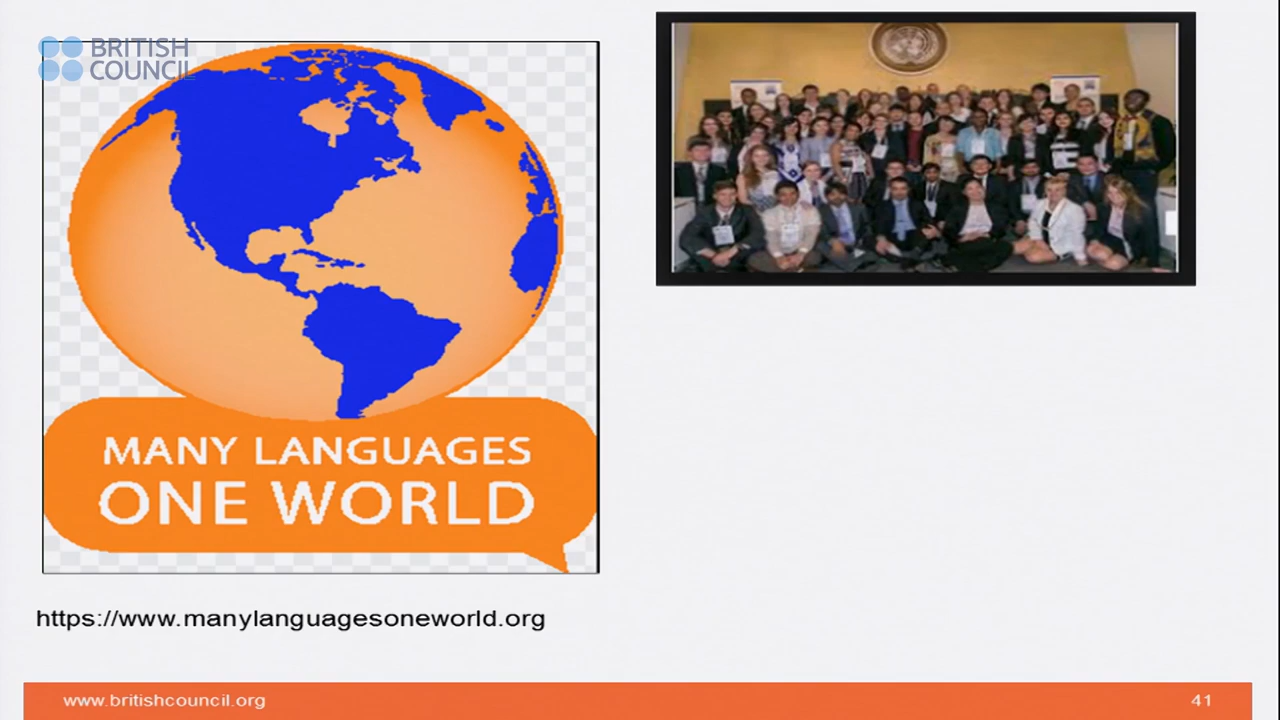 BRITISH
COUNCIL
MANY LANGUAGES
ONE WORLD
https://www.manylanguagesoneworld.org
www.britishcouncil.org
41